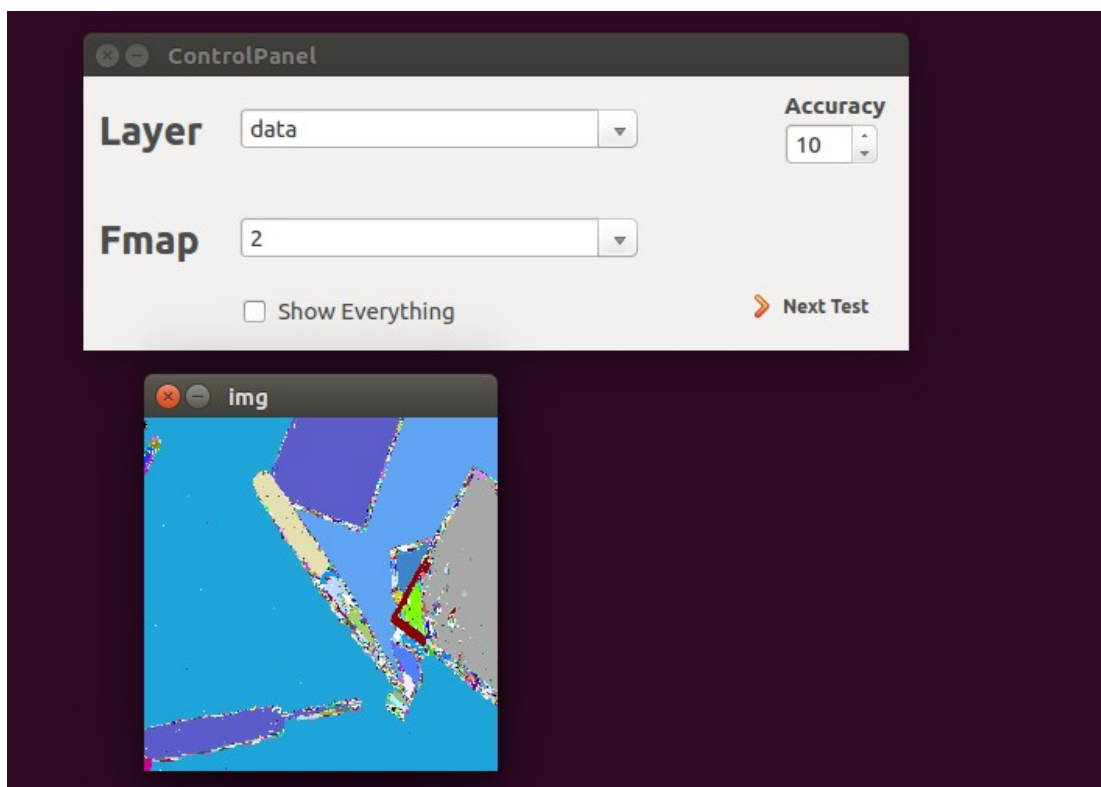 ControlPanel
Accuracy
Layer data 10
Fmap 2
Show Everything Next Test
img